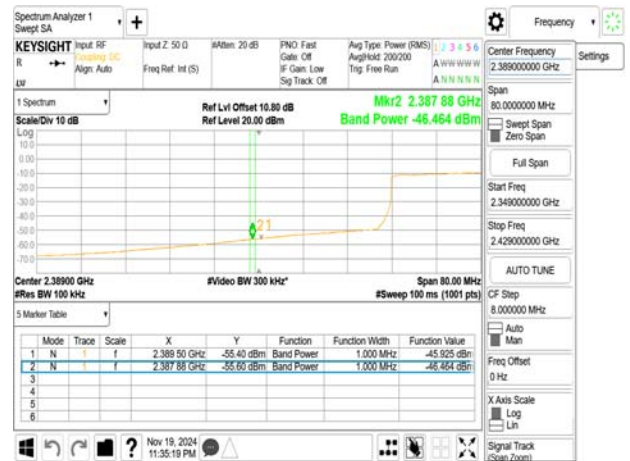 Spectrum Analyzer 1
Swept SA
+
Frequency
KEYSIGHT
R
LXI
Input: RF
Coupling: DC
Align: Auto
Input Z: 50 Ω
Freq Ref: Int (S)
#Atten: 20 dB
PNO: Fast
Gate: Off
IF Gain: Low
Sig Track: Off
Avg Type: Power (RMS)
Avg|Hold: 200/200
Trig: Free Run
1 2 3 4 5 6
A W W W W W
A N N N N N
1 Spectrum
Scale/Div 10 dB
Log
Ref Lvl Offset 10.80 dB
Ref Level 20.00 dBm
Mkr2 2.387 88 GHz
Band Power -46.464 dBm
10.0
0.00
-10.0
-20.0
-30.0
-40.0
-50.0
-60.0
-70.0
21
Center 2.38900 GHz
#Res BW 100 kHz
#Video BW 300 kHz*
Span 80.00 MHz
#Sweep 100 ms (1001 pts)
5 Marker Table
Mode Trace Scale X Y Function Function Width Function Value
1 N 1 f 2.389 50 GHz -55.40 dBm Band Power 1.000 MHz -45.925 dBm
2 N 1 f 2.387 88 GHz -55.60 dBm Band Power 1.000 MHz -46.464 dBm
3
4
5
6
?
Nov 19, 2024
11:35:19 PM
Center Frequency
2.389000000 GHz
Settings
Span
80.0000000 MHz
Swept Span
Zero Span
Full Span
Start Freq
2.349000000 GHz
Stop Freq
2.429000000 GHz
AUTO TUNE
CF Step
8.000000 MHz
Auto
Man
Freq Offset
0 Hz
X Axis Scale
Log
Lin
Signal Track
(Span Zoom)